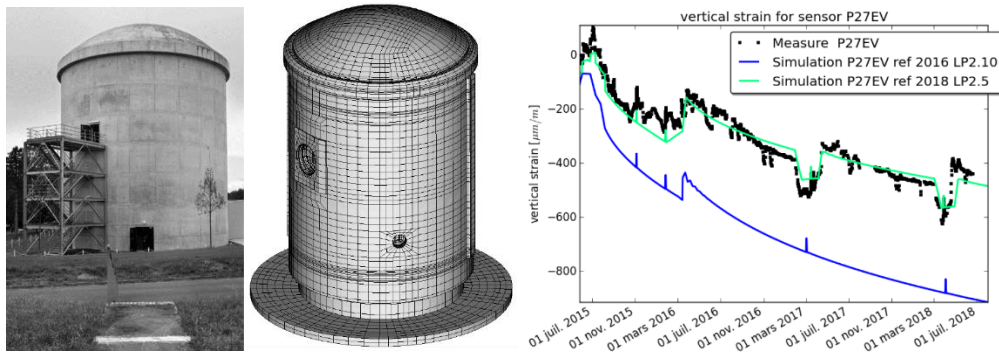 vertical strain for sensor P27EV
Measure P27EV
Simulation P27EV ref 2016 LP2.10
Simulation P27EV ref 2018 LP2.5
vertical strain [μm/m]
0
−200
−400
−600
−800
01 juil. 2015
01 nov. 2015
01 mars 2016
01 juil. 2016
01 nov. 2016
01 mars 2017
01 juil. 2017
01 nov. 2017
01 mars 2018
01 juil. 2018